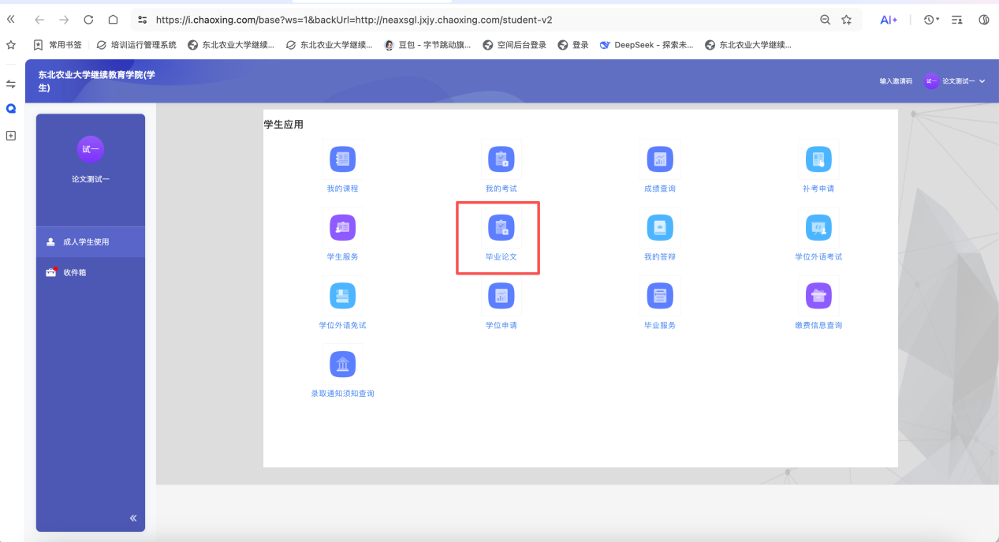 https://i.chaoxing.com/base?ws=1&backUrl=http://neaxsgl.jxjy.chaoxing.com/student-v2
AI+
常用书签 培训运行管理系统 东北农业大学继续... 东北农业大学继续... 豆包 - 字节跳动旗... 空间后台登录 登录 DeepSeek - 探索未... 东北农业大学继续...
东北农业大学继续教育学院(学
生)
输入邀请码 试一 论文测试一
试一
论文测试一
成人学生使用
收件箱
学生应用
我的课程 我的考试 成绩查询 补考申请
学生服务 毕业论文 我的答辩 学位外语考试
学位外语免试 学位申请 毕业服务 缴费信息查询
录取通知须知查询